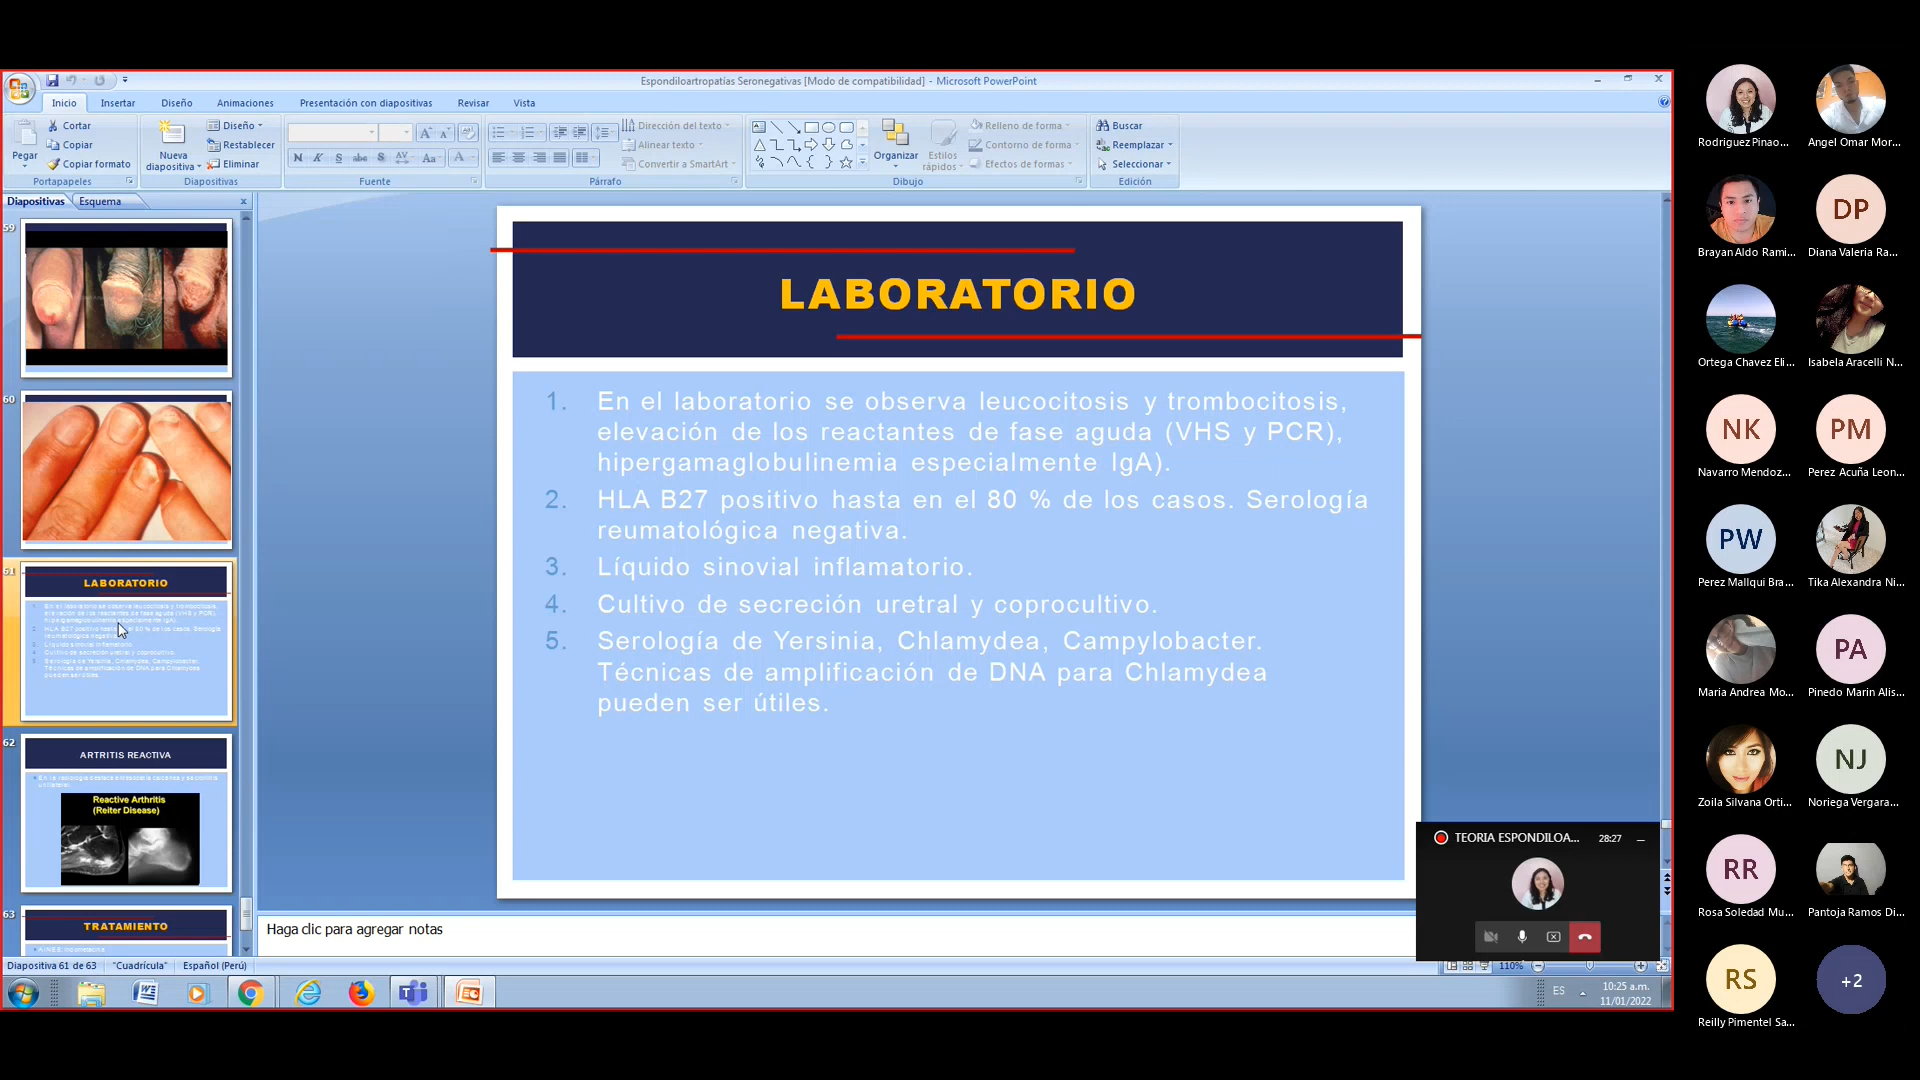 Espondiloartropatías Seronegativas [Modo de compatibilidad] - Microsoft PowerPoint
Inicio Insertar Diseño Animaciones Presentación con diapositivas Revisar Vista
Pegar
Cortar
Copiar
Copiar formato
Portapapeles
Nueva diapositiva
Diseño
Restablecer
Eliminar
Diapositivas
N K S abc S AV Aa A
Fuente
Dirección del texto
Alinear texto
Convertir a SmartArt
Párrafo
Organizar
Estilos rápidos
Relleno de forma
Contorno de forma
Efectos de formas
Dibujo
Buscar
Reemplazar
Seleccionar
Edición
Diapositivas Esquema
59
60
61
LABORATORIO
62
ARTRITIS REACTIVA
Reactive Arthritis
(Reiter Disease)
63
TRATAMIENTO
LABORATORIO
1. En el laboratorio se observa leucocitosis y trombocitosis,
elevación de los reactantes de fase aguda (VHS y PCR),
hipergamaglobulinemia especialmente IgA).
2. HLA B27 positivo hasta en el 80 % de los casos. Serología
reumatológica negativa.
3. Líquido sinovial inflamatorio.
4. Cultivo de secreción uretral y coprocultivo.
5. Serología de Yersinia, Chlamydea, Campylobacter.
Técnicas de amplificación de DNA para Chlamydea
pueden ser útiles.
Haga clic para agregar notas
TEORIA ESPONDILOA... 28:27
Diapositiva 61 de 63 "Cuadrícula" Español (Perú) 110%
ES 10:25 a.m.
11/01/2022
Rodriguez Pinao... Angel Omar Mor...
DP
Brayan Aldo Rami... Diana Valeria Ra...
Ortega Chavez Eli... Isabela Aracelli N...
NK PM
Navarro Mendoz... Perez Acuña Leon...
PW
Perez Mallqui Bra... Tika Alexandra Ni...
PA
Maria Andrea Mo... Pinedo Marin Alis...
NJ
Zoila Silvana Orti... Noriega Vergara...
RR
Rosa Soledad Mu... Pantoja Ramos Di...
RS +2
Reilly Pimentel Sa...